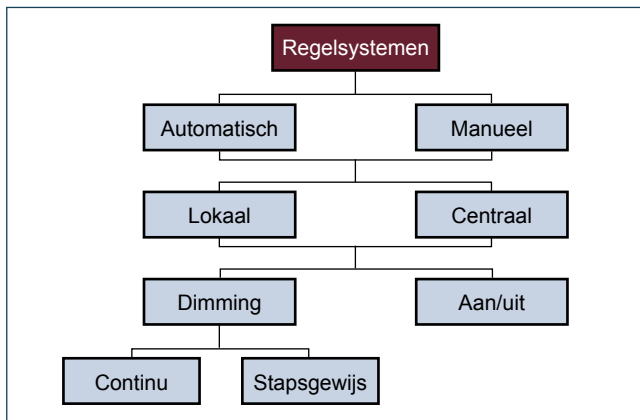 Regelsystemen
Automatisch
Manueel
Lokaal
Centraal
Dimming
Aan/uit
Continu
Stapsgewijs